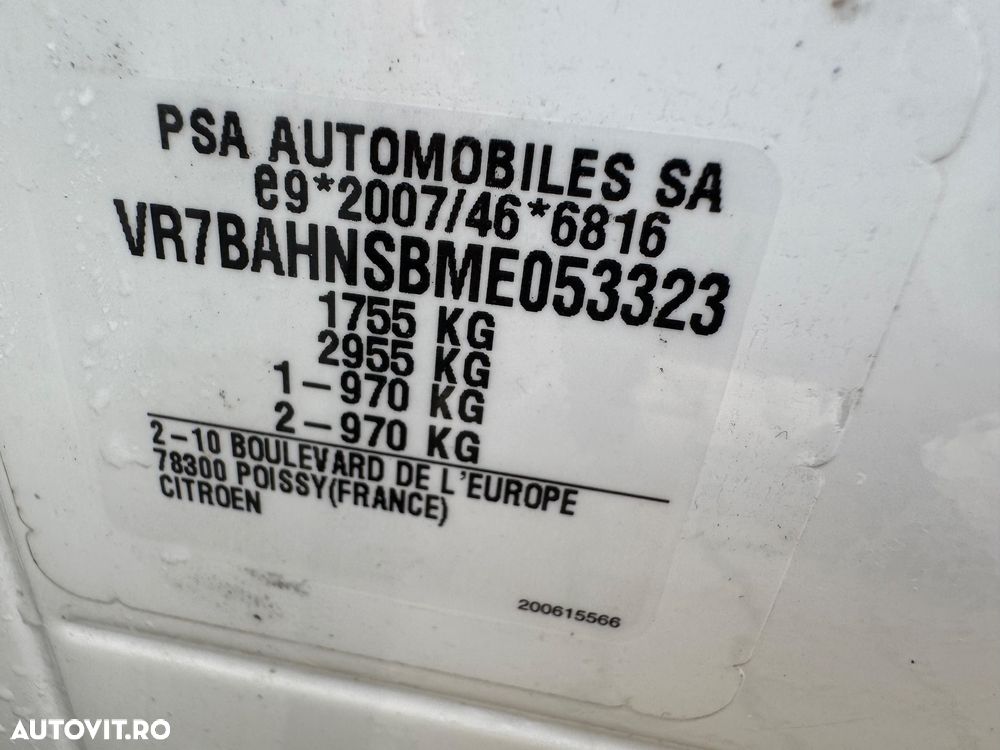 PSA AUTOMOBILES SA
e9*2007/46*6816
VR7BAHNSBME053323
1755 KG
2955 KG
1-970 KG
2-970 KG
2-10 BOULEVARD DE L'EUROPE
78300 POISSY(FRANCE)
CITROEN
200615566
AUTOVIT.RO